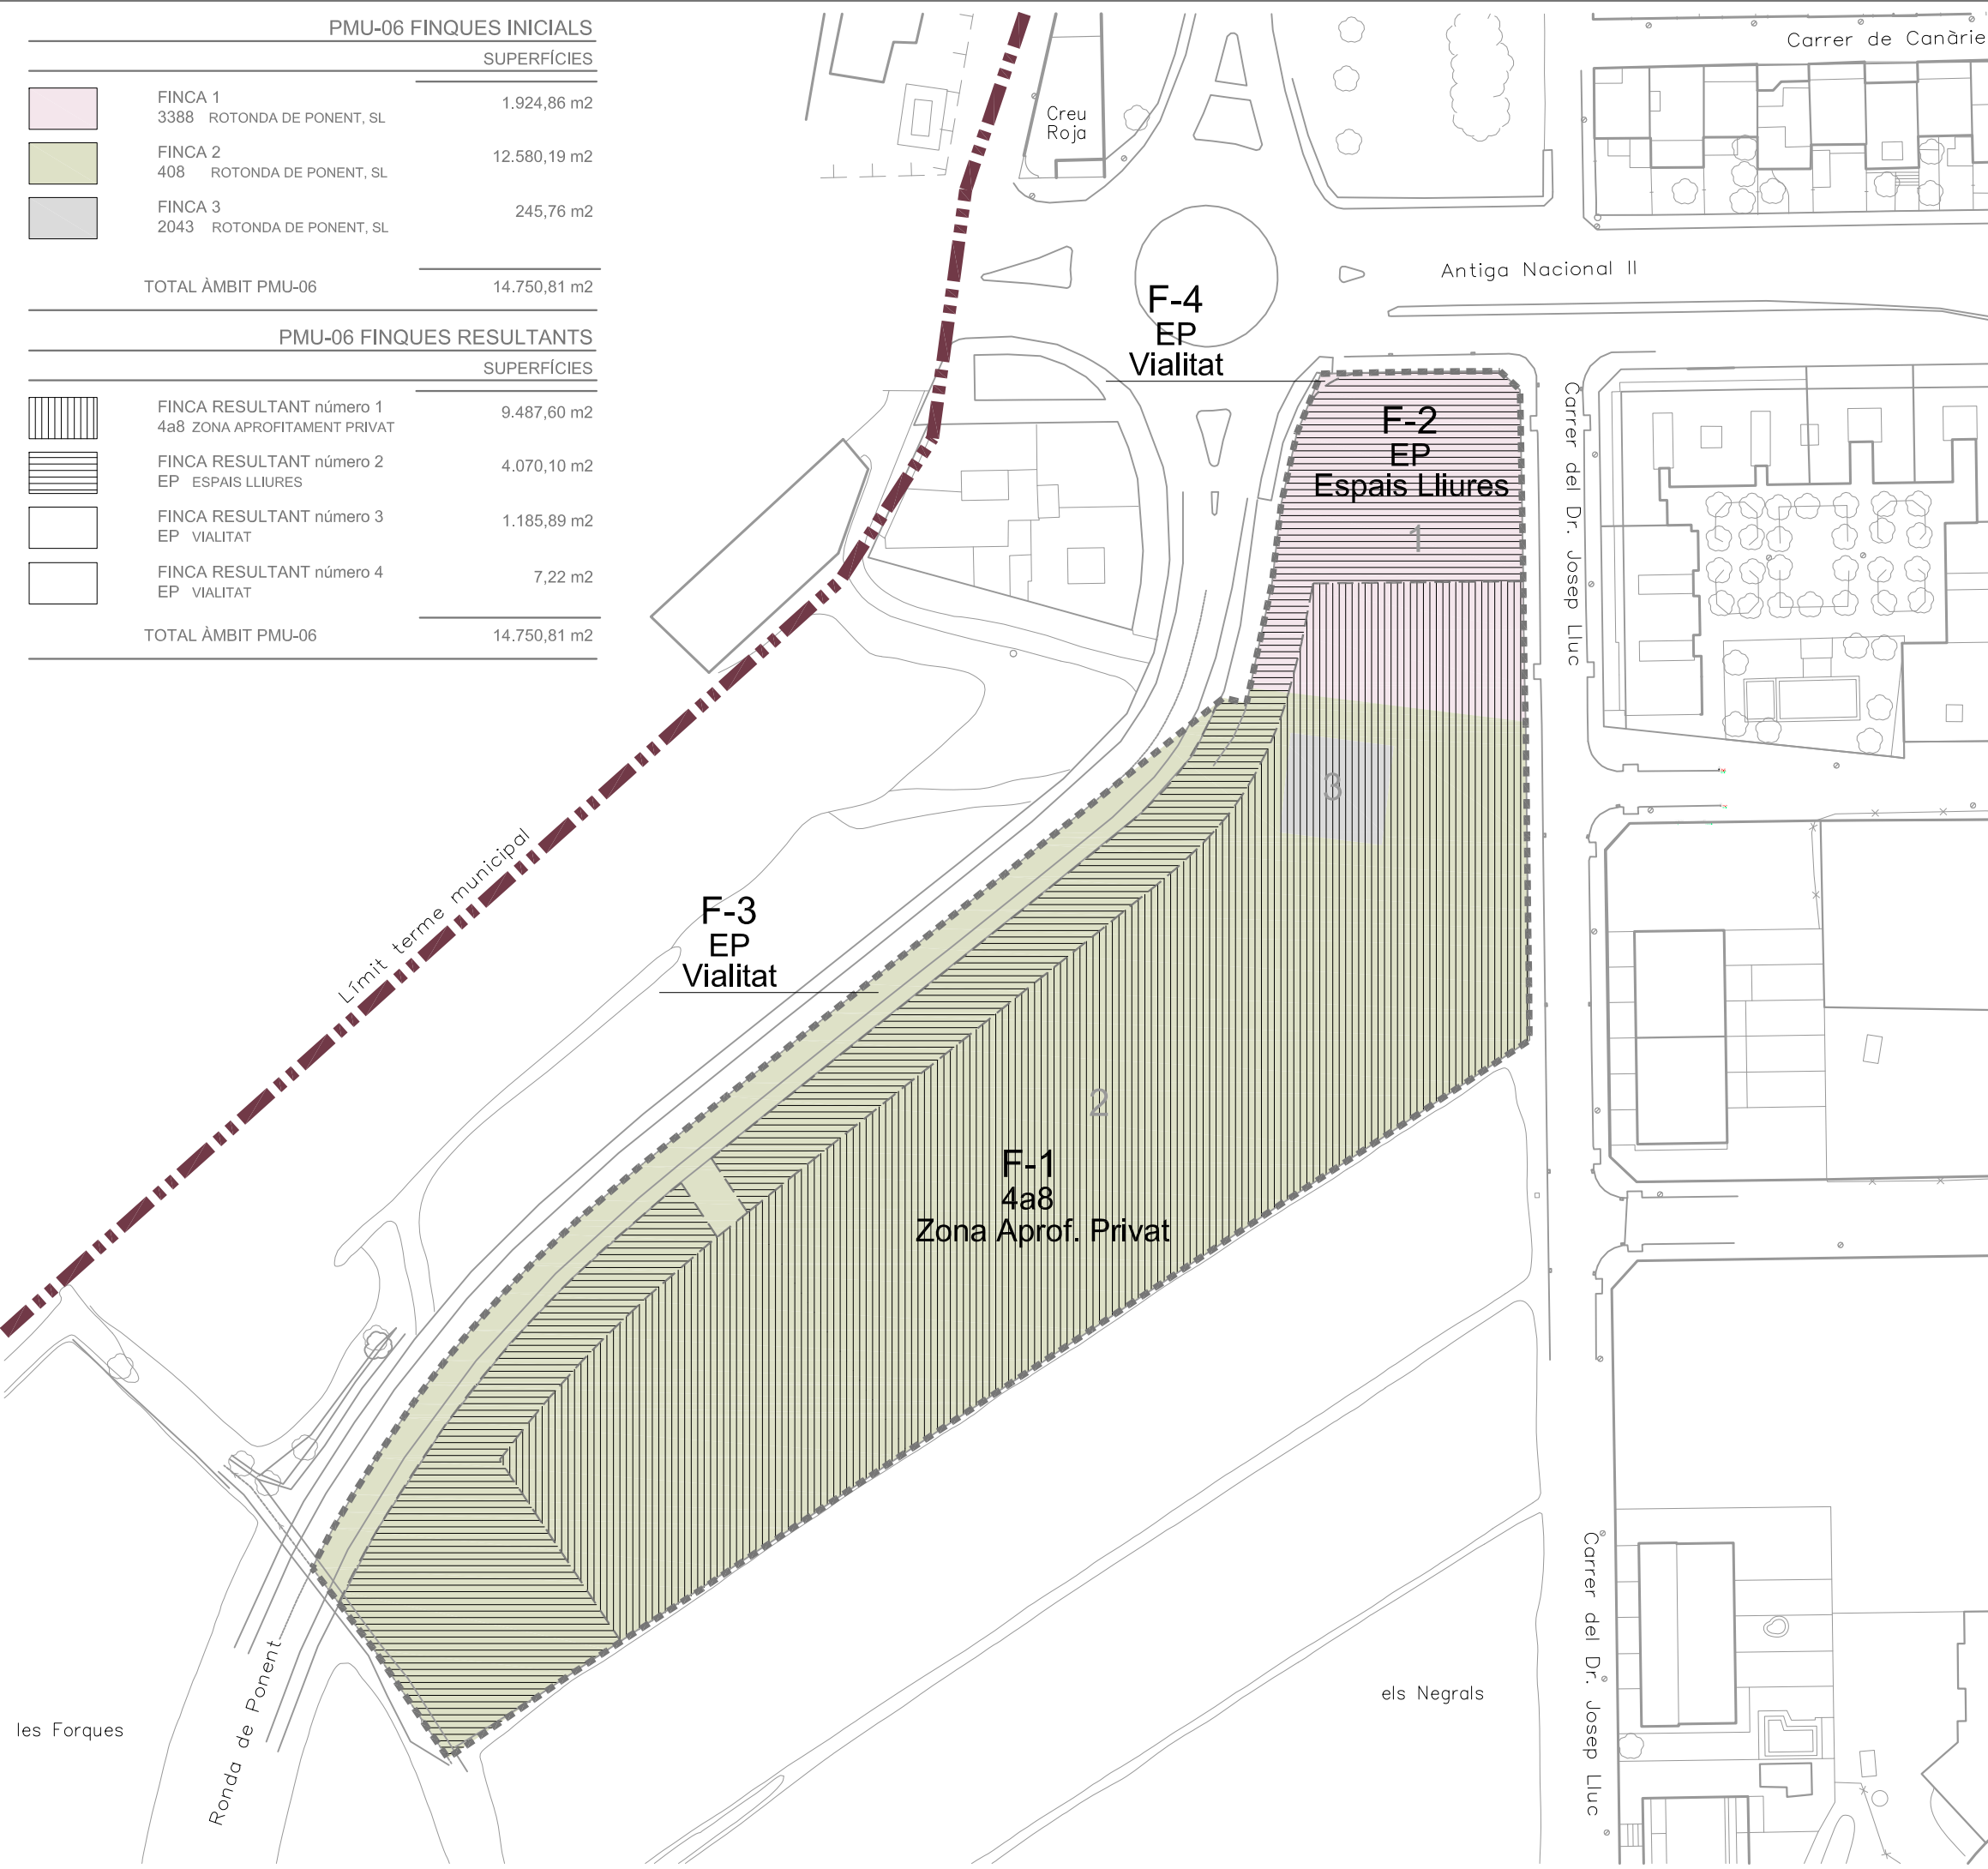 PMU-06 FINQUES INICIALS
SUPERFÍCIES
FINCA 1 1.924,86 m2
3388 ROTONDA DE PONENT, SL
FINCA 2 12.580,19 m2
408 ROTONDA DE PONENT, SL
FINCA 3 245,76 m2
2043 ROTONDA DE PONENT, SL
TOTAL ÀMBIT PMU-06 14.750,81 m2
PMU-06 FINQUES RESULTANTS
SUPERFÍCIES
FINCA RESULTANT número 1 9.487,60 m2
4a8 ZONA APROFITAMENT PRIVAT
FINCA RESULTANT número 2 4.070,10 m2
EP ESPAIS LLIURES
FINCA RESULTANT número 3 1.185,89 m2
EP VIALITAT
FINCA RESULTANT número 4 7,22 m2
EP VIALITAT
TOTAL ÀMBIT PMU-06 14.750,81 m2
Carrer de Canàrie
Creu
Roja
Antiga Nacional II
F-4
EP
Vialitat
F-2
EP
Espais Lliures
1
Carrer del Dr. Josep Lluc
3
Límit terme municipal
F-3
EP
Vialitat
2
F-1
4a8
Zona Aprof. Privat
Carrer del Dr. Josep Lluc
els Negrals
les Forques
Ronda de Ponent